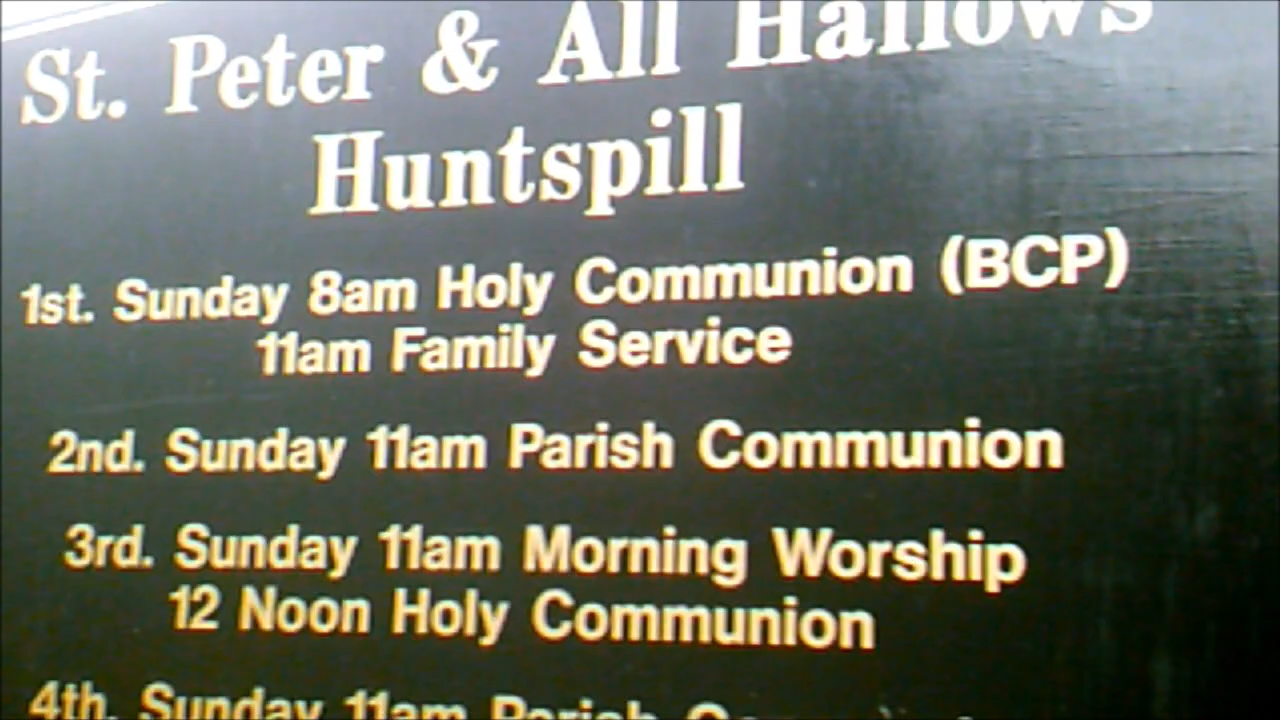 St. Peter & All Hallows
Huntspill
1st. Sunday 8am Holy Communion (BCP)
11am Family Service
2nd. Sunday 11am Parish Communion
3rd. Sunday 11am Morning Worship
12 Noon Holy Communion
4th. Sunday 11am Parish